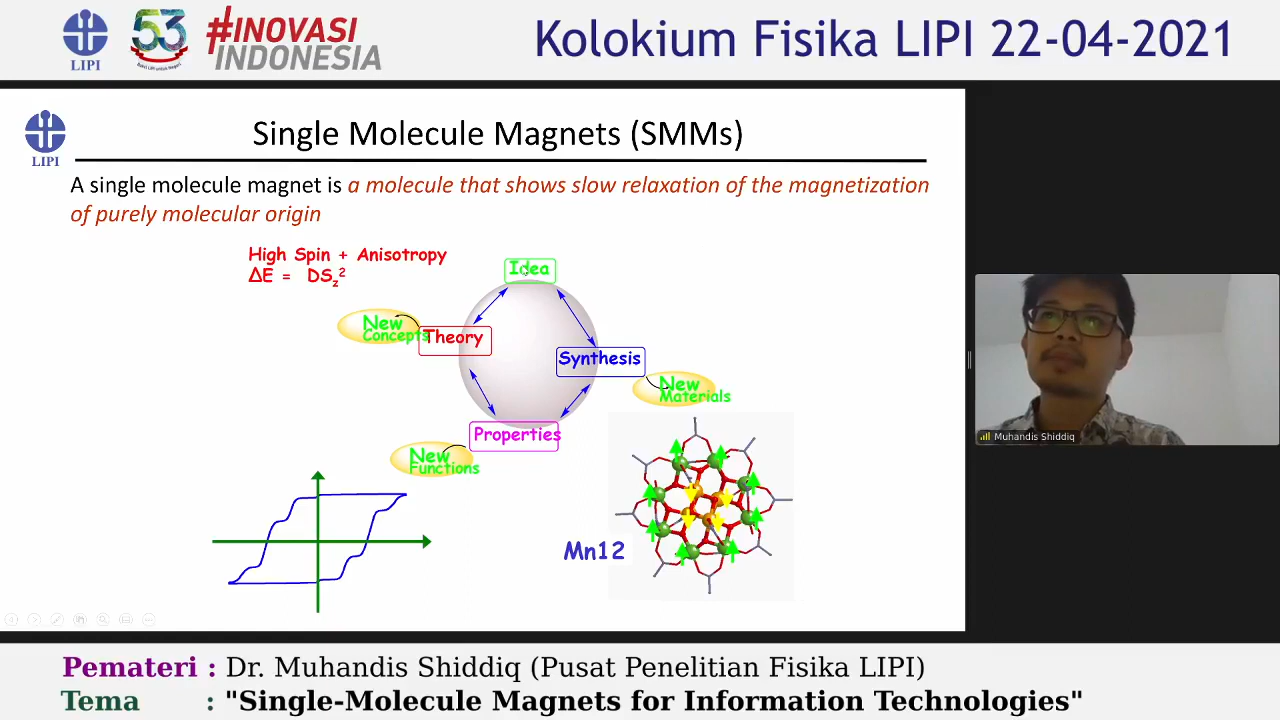 LIPI
53
#INOVASI
INDONESIA
Kolokium Fisika LIPI 22-04-2021
LIPI
Single Molecule Magnets (SMMs)
A single molecule magnet is a molecule that shows slow relaxation of the magnetization
of purely molecular origin
High Spin + Anisotropy
ΔE = DSz²
Idea
New
Concepts
Theory
Synthesis
New
Materials
Properties
New
Functions
Mn12
Muhandis Shiddiq
Pemateri : Dr. Muhandis Shiddiq (Pusat Penelitian Fisika LIPI)
Tema : "Single-Molecule Magnets for Information Technologies"